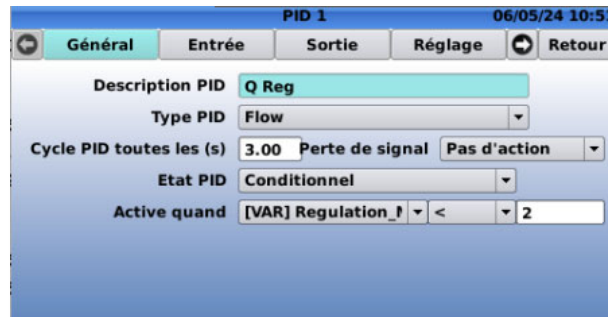 PID 1 06/05/24 10:51
Général Entrée Sortie Réglage Retour
Description PID Q Reg
Type PID Flow
Cycle PID toutes les (s) 3.00 Perte de signal Pas d'action
Etat PID Conditionnel
Active quand [VAR] Regulation_ < 2